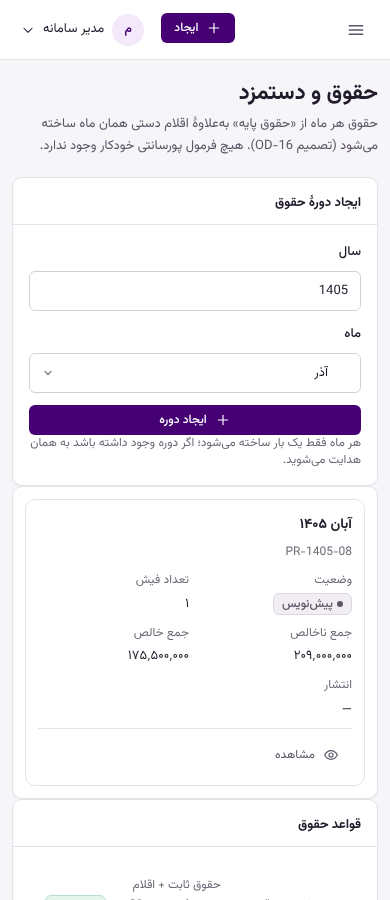 ایجاد
م
مدیر سامانه
حقوق و دستمزد
حقوق هر ماه از «حقوق پایه» به‌علاوهٔ اقلام دستی همان ماه ساخته
می‌شود (تصمیم OD-16). هیچ فرمول پورسانتی خودکار وجود ندارد.
ایجاد دورهٔ حقوق
سال
1405
ماه
آذر
ایجاد دوره
هر ماه فقط یک بار ساخته می‌شود؛ اگر دوره وجود داشته باشد به همان
هدایت می‌شوید.
آبان ۱۴۰۵
PR-1405-08
وضعیت
تعداد فیش
پیش‌نویس
۱
جمع ناخالص
جمع خالص
۲۰۹,۰۰۰,۰۰۰
۱۷۵,۵۰۰,۰۰۰
انتشار
—
مشاهده
قواعد حقوق
حقوق ثابت + اقلام